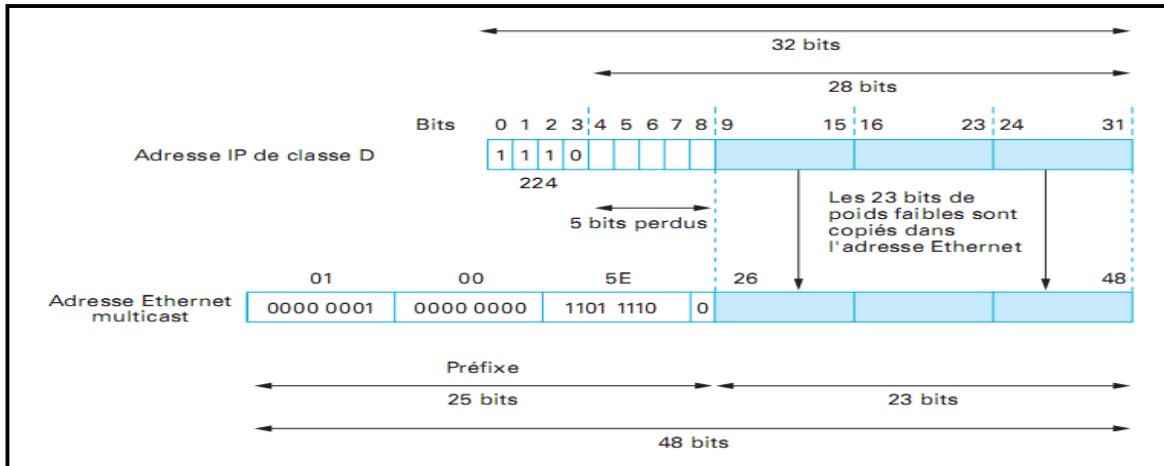 32 bits
28 bits
Bits 0 1 2 3 4 5 6 7 8 9 15 16 23 24 31
Adresse IP de classe D 1 1 1 0
224
5 bits perdus
Les 23 bits de
poids faibles sont
copiés dans
l'adresse Ethernet
01 00 5E 26 48
Adresse Ethernet
multicast
0000 0001 0000 0000 1101 1110 0
Préfixe
25 bits 23 bits
48 bits